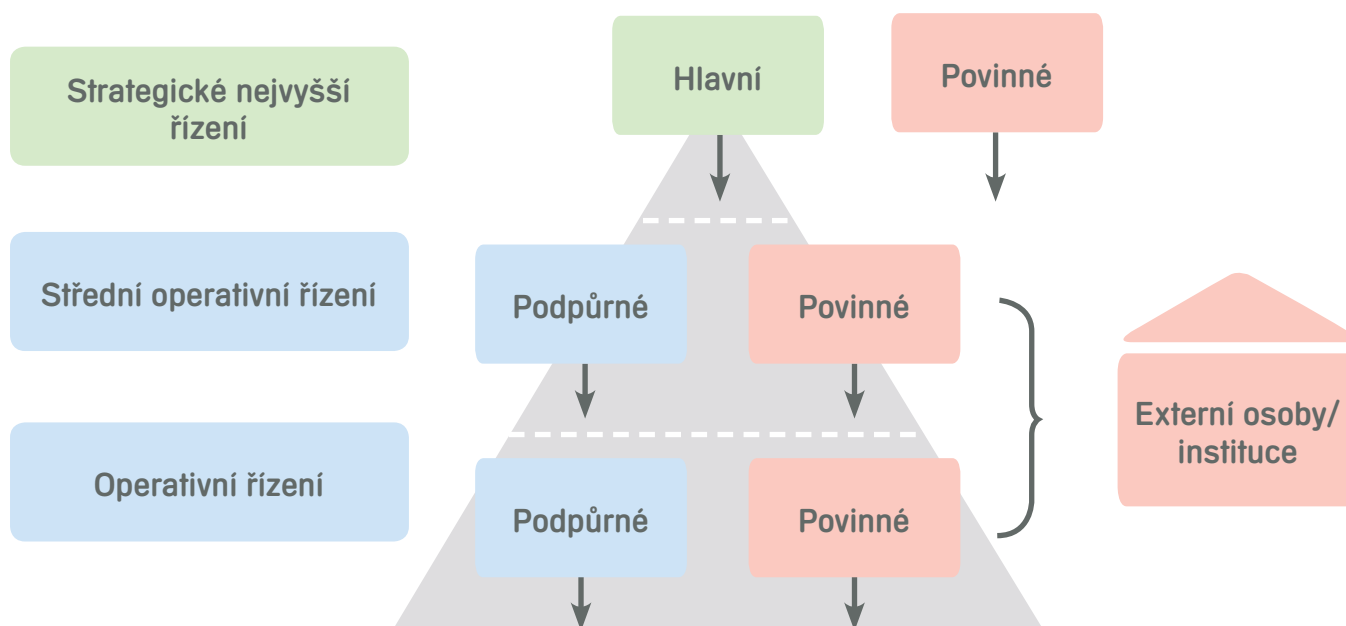 Strategické nejvyšší
řízení
Hlavní
Povinné
Střední operativní řízení
Podpůrné
Povinné
Externí osoby/
instituce
Operativní řízení
Podpůrné
Povinné